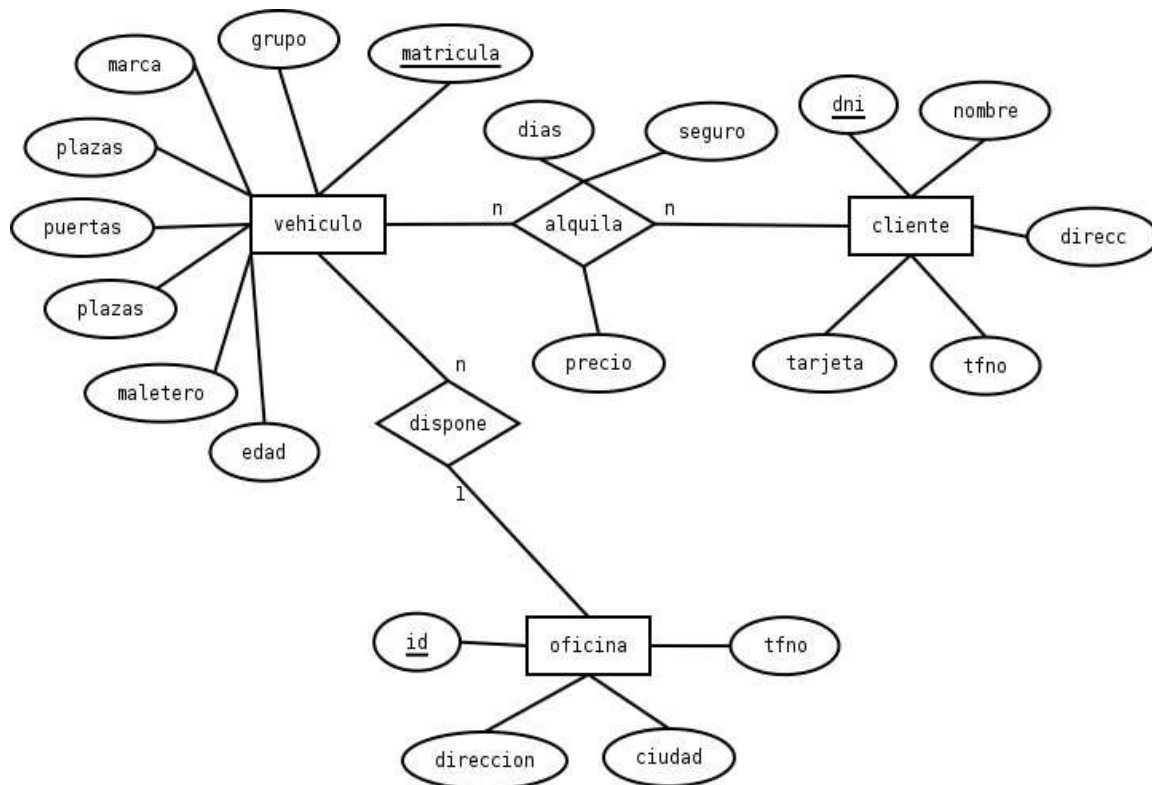 grupo
matricula
marca
dias
seguro
dni
nombre
plazas
puertas
vehiculo
n
alquila
n
cliente
direcc
plazas
maletero
edad
precio
tarjeta
tfno
n
dispone
1
id
oficina
tfno
direccion
ciudad